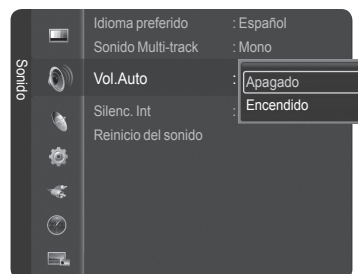 Sonido
Idioma preferido : Español
Sonido Multi-track : Mono
Vol.Auto :
Apagado
Encendido
Silenc. Int :
Reinicio del sonido